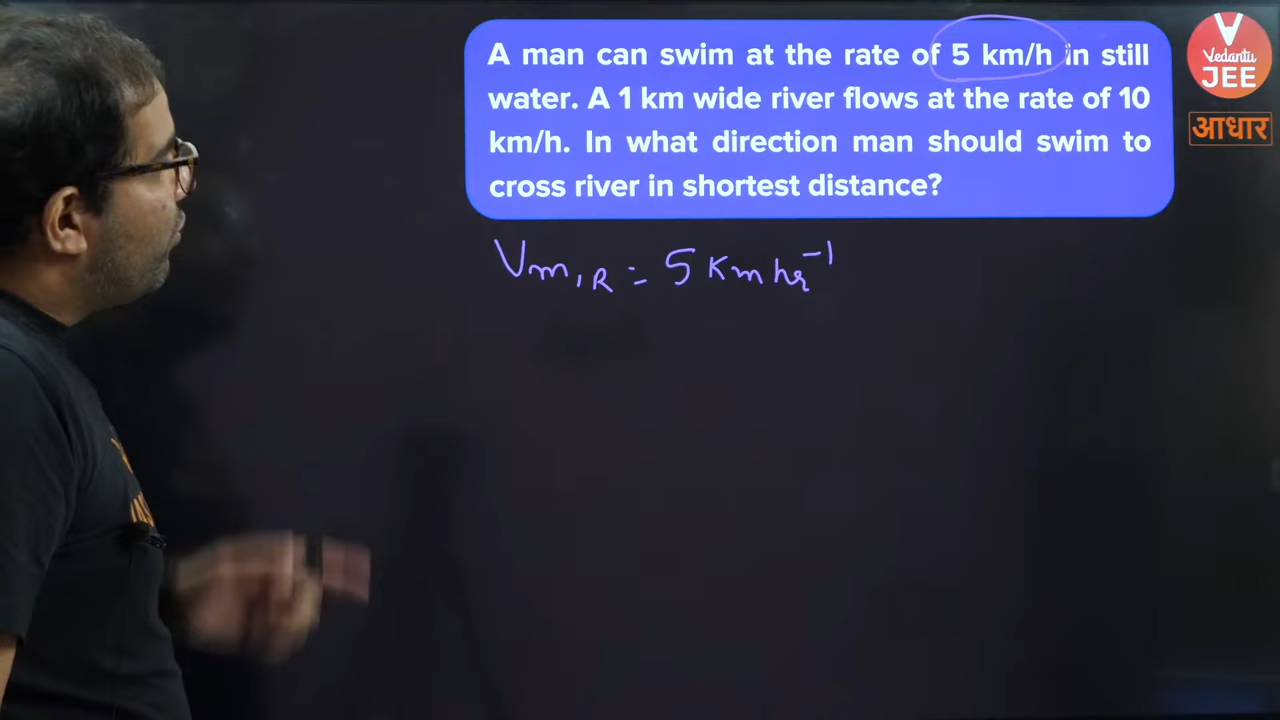 A man can swim at the rate of 5 km/h in still
water. A 1 km wide river flows at the rate of 10
km/h. In what direction man should swim to
cross river in shortest distance?
Vedantu
JEE
आधार
Vm,R = 5 Km hr⁻¹